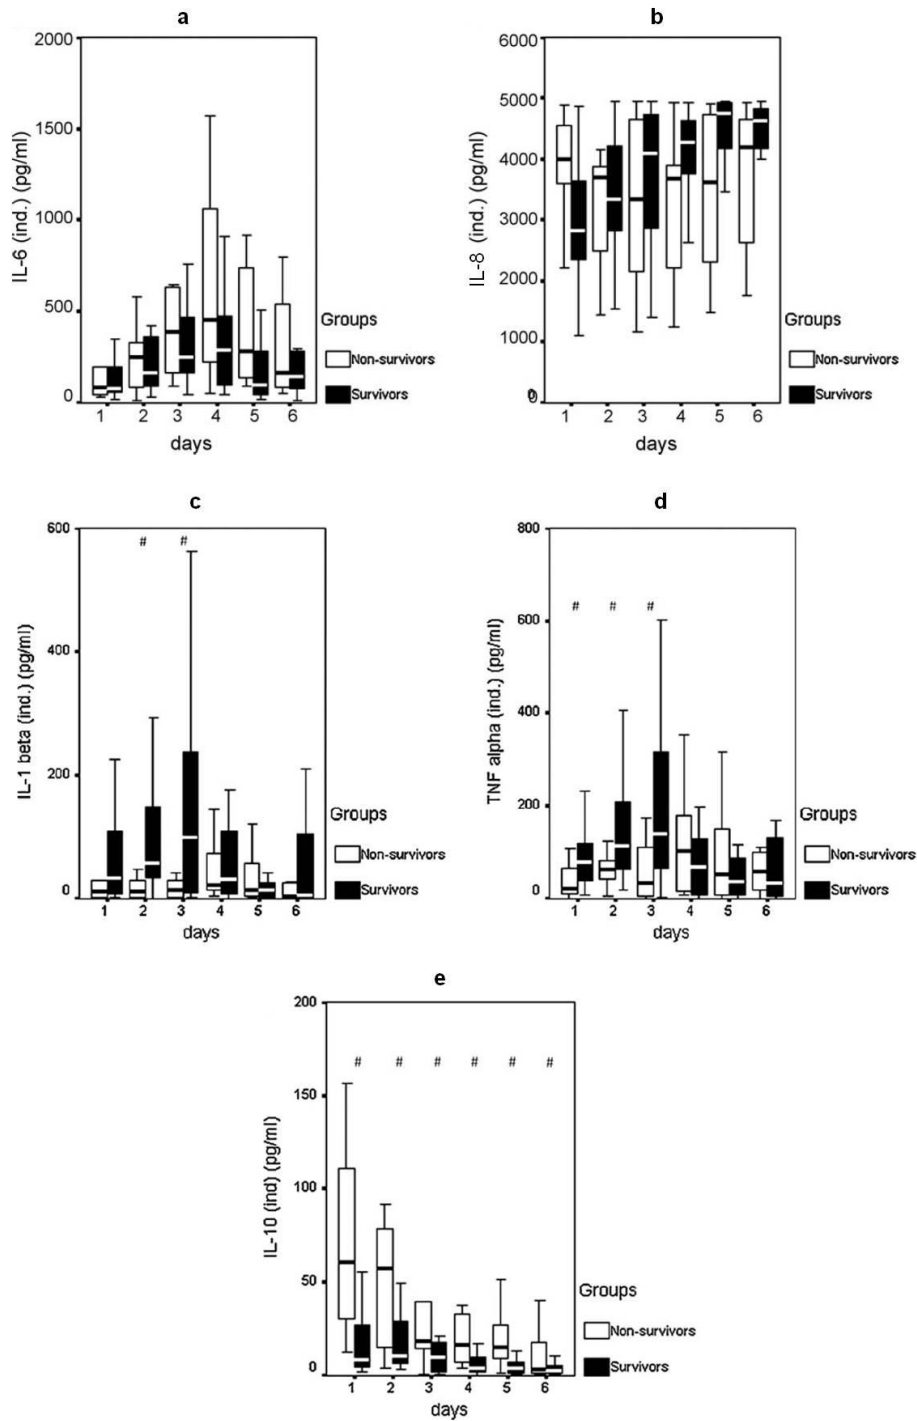 a
2000
1500
1000
500
0
IL-6 (ind.) (pg/ml)
1 2 3 4 5 6
days
Groups
Non-survivors
Survivors
b
6000
5000
4000
3000
2000
1000
0
IL-8 (ind.) (pg/ml)
1 2 3 4 5 6
days
Groups
Non-survivors
Survivors
c
600
400
200
0
# #
IL-1 beta (ind.) (pg/ml)
1 2 3 4 5 6
days
Groups
Non-survivors
Survivors
d
800
600
400
200
0
# # #
TNF alpha (ind.) (pg/ml)
1 2 3 4 5 6
days
Groups
Non-survivors
Survivors
e
200
150
100
50
0
# # # # # #
IL-10 (ind) (pg/ml)
1 2 3 4 5 6
days
Groups
Non-survivors
Survivors